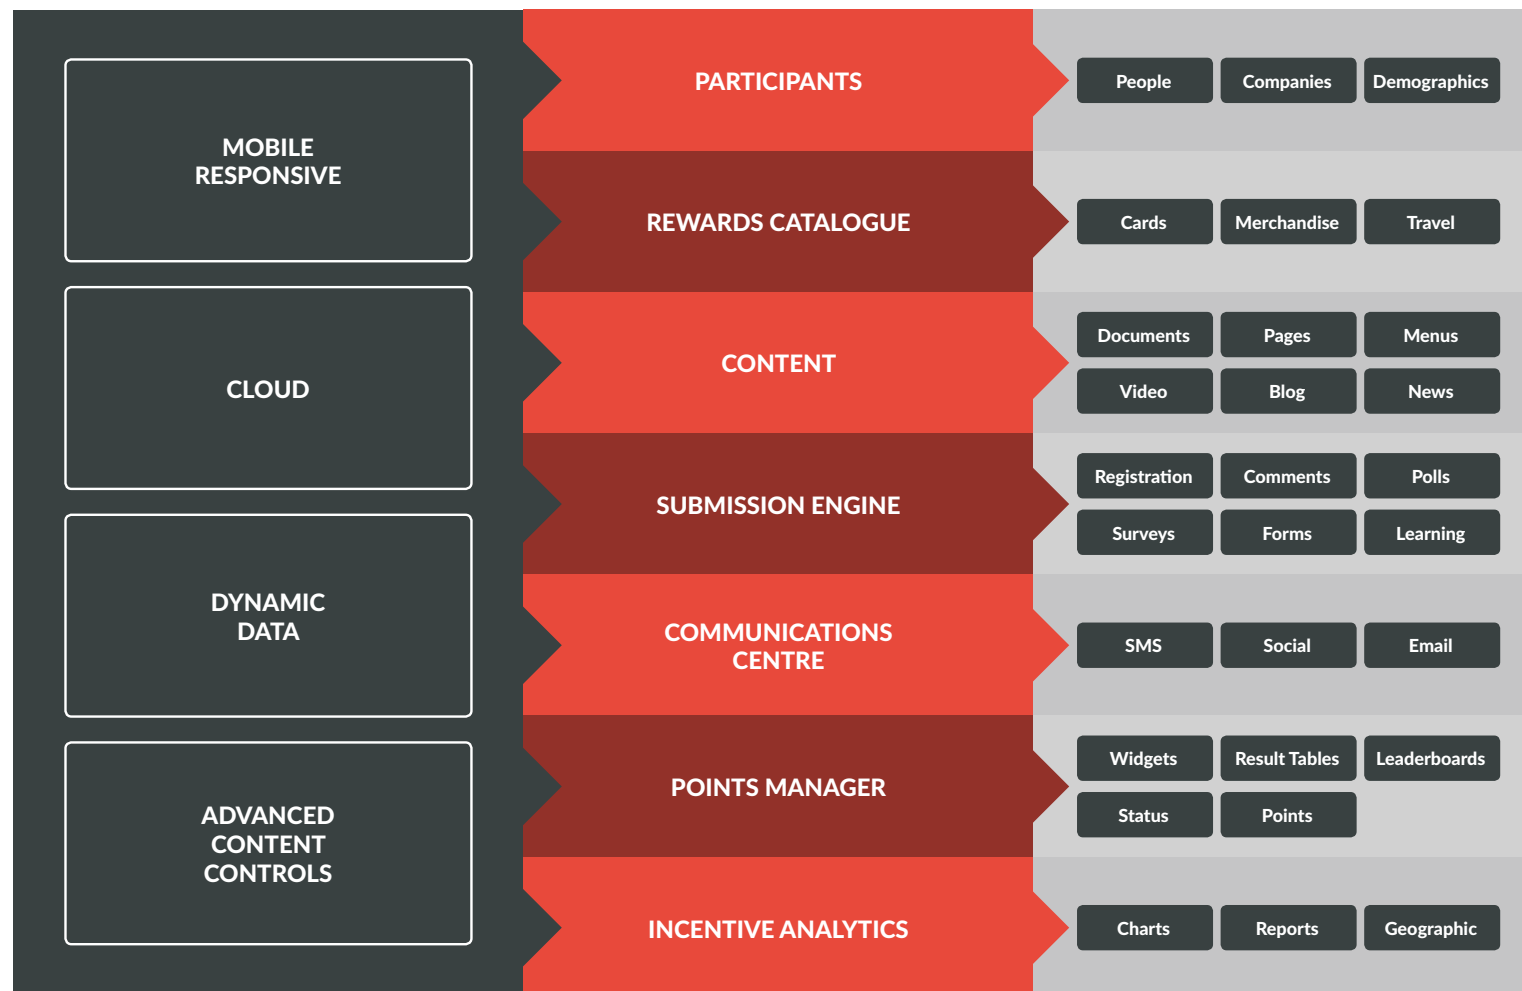 MOBILE
RESPONSIVE
CLOUD
DYNAMIC
DATA
ADVANCED
CONTENT
CONTROLS
PARTICIPANTS
People Companies Demographics
REWARDS CATALOGUE
Cards Merchandise Travel
CONTENT
Documents Pages Menus
Video Blog News
SUBMISSION ENGINE
Registration Comments Polls
Surveys Forms Learning
COMMUNICATIONS
CENTRE
SMS Social Email
POINTS MANAGER
Widgets Result Tables Leaderboards
Status Points
INCENTIVE ANALYTICS
Charts Reports Geographic